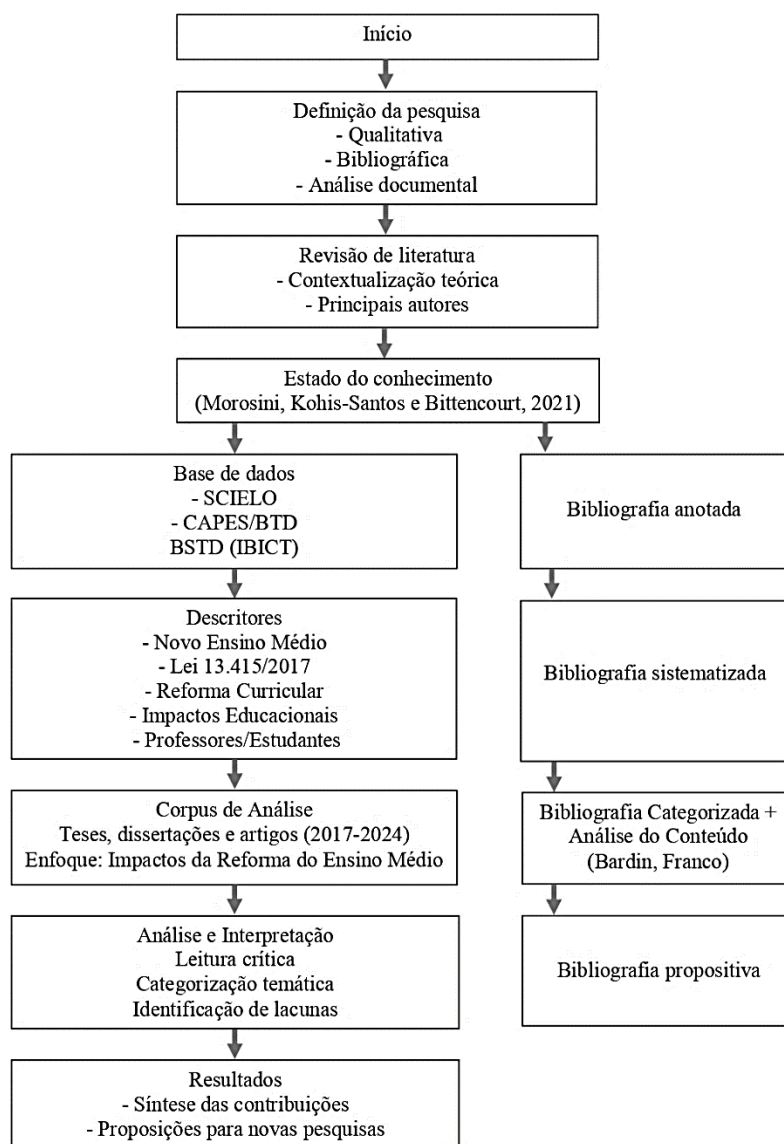 Início
Definição da pesquisa
- Qualitativa
- Bibliográfica
- Análise documental
Revisão de literatura
- Contextualização teórica
- Principais autores
Estado do conhecimento
(Morosini, Kohis-Santos e Bittencourt, 2021)
Base de dados
- SCIELO
- CAPES/BTD
BSTD (IBICT)
Descritores
- Novo Ensino Médio
- Lei 13.415/2017
- Reforma Curricular
- Impactos Educacionais
- Professores/Estudantes
Corpus de Análise
Teses, dissertações e artigos (2017-2024)
Enfoque: Impactos da Reforma do Ensino Médio
Análise e Interpretação
Leitura crítica
Categorização temática
Identificação de lacunas
Resultados
- Síntese das contribuições
- Proposições para novas pesquisas
Bibliografia anotada
Bibliografia sistematizada
Bibliografia Categorizada +
Análise do Conteúdo
(Bardin, Franco)
Bibliografia propositiva